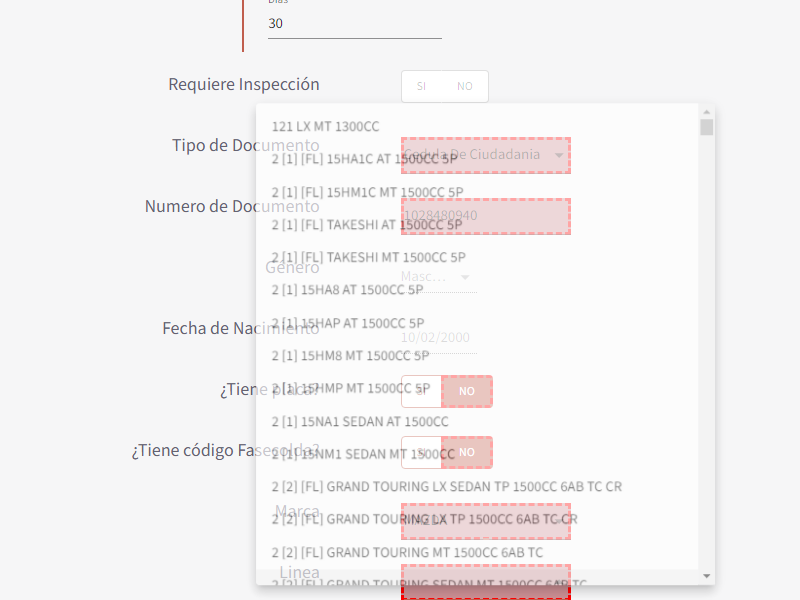 Días
30
Requiere Inspección
SI NO
121 LX MT 1300CC
Tipo de Documento
Cedula De Ciudadania
2 [1] [FL] 15HA1C AT 1500CC 5P
2 [1] [FL] 15HM1C MT 1500CC 5P
Numero de Documento
1028480940
2 [1] [FL] TAKESHI AT 1500CC 5P
2 [1] [FL] TAKESHI MT 1500CC 5P
Género
Masc...
2 [1] 15HA8 AT 1500CC 5P
2 [1] 15HAP AT 1500CC 5P
Fecha de Nacimiento
10/02/2000
2 [1] 15HM8 MT 1500CC 5P
2 [1] 15HMP MT 1500CC 5P
¿Tiene placa?
SI NO
2 [1] 15NA1 SEDAN AT 1500CC
¿Tiene código Fasecolda?
SI NO
2 [1] 15NM1 SEDAN MT 1500CC
2 [2] [FL] GRAND TOURING LX SEDAN TP 1500CC 6AB TC CR
Marca
2 [2] [FL] GRAND TOURING LX TP 1500CC 6AB TC CR
2 [2] [FL] GRAND TOURING MT 1500CC 6AB TC
Linea
2 [2] [FL] GRAND TOURING SEDAN MT 1500CC 6AB TC